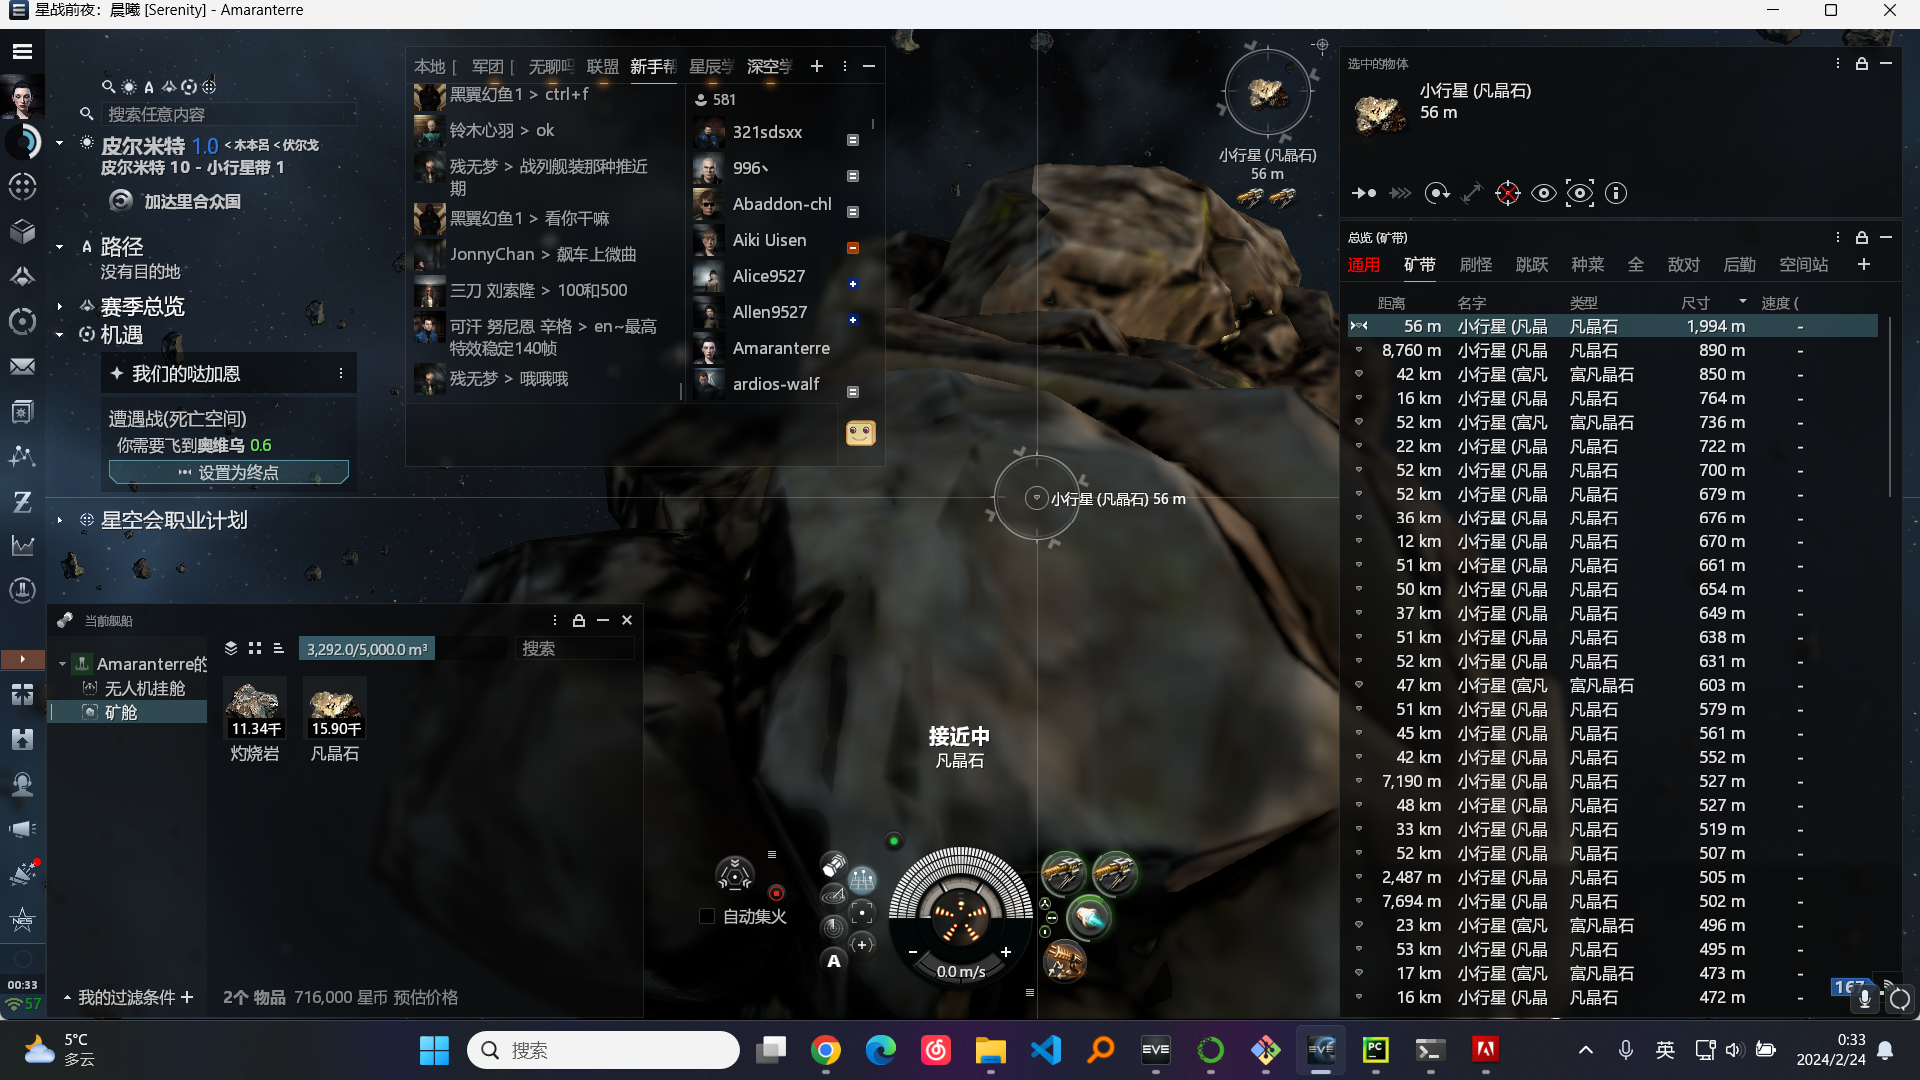 星战前夜：晨曦 [Serenity] - Amaranterre
搜索任意内容
皮尔米特 1.0 < 木本吕 < 伏尔戈
皮尔米特 10 - 小行星带 1
加达里合众国
路径
没有目的地
赛季总览
机遇
我们的哒加恩
遭遇战(死亡空间)
你需要飞到奥维乌 0.6
设置为终点
星空会职业计划
本地 [
军团 [
无聊吗
联盟
新手帮
星辰学
深空学
黑翼幻鱼1 > ctrl+f
铃木心羽 > ok
残无梦 > 战列舰装那种推近
期
黑翼幻鱼1 > 看你干嘛
JonnyChan > 飙车上微曲
三刀 刘索隆 > 100和500
可汗 努尼恩 辛格 > en~最高
特效稳定140帧
残无梦 > 哦哦哦
581
321sdsxx
996丶
Abaddon-chl
Aiki Uisen
Alice9527
Allen9527
Amaranterre
ardios-walf
小行星 (凡晶石)
56 m
小行星 (凡晶石) 56 m
选中的物体
小行星 (凡晶石)
56 m
总览 (矿带)
通用 矿带 刷怪 跳跃 种菜 全 敌对 后勤 空间站 +
距离 名字 类型 尺寸 速度 (
56 m 小行星 (凡晶 凡晶石 1,994 m -
8,760 m 小行星 (凡晶 凡晶石 890 m -
42 km 小行星 (富凡 富凡晶石 850 m -
16 km 小行星 (凡晶 凡晶石 764 m -
52 km 小行星 (富凡 富凡晶石 736 m -
22 km 小行星 (凡晶 凡晶石 722 m -
52 km 小行星 (凡晶 凡晶石 700 m -
52 km 小行星 (凡晶 凡晶石 679 m -
36 km 小行星 (凡晶 凡晶石 676 m -
12 km 小行星 (凡晶 凡晶石 670 m -
51 km 小行星 (凡晶 凡晶石 661 m -
50 km 小行星 (凡晶 凡晶石 654 m -
37 km 小行星 (凡晶 凡晶石 649 m -
51 km 小行星 (凡晶 凡晶石 638 m -
52 km 小行星 (凡晶 凡晶石 631 m -
47 km 小行星 (富凡 富凡晶石 603 m -
51 km 小行星 (凡晶 凡晶石 579 m -
45 km 小行星 (凡晶 凡晶石 561 m -
42 km 小行星 (凡晶 凡晶石 552 m -
7,190 m 小行星 (凡晶 凡晶石 527 m -
48 km 小行星 (凡晶 凡晶石 527 m -
33 km 小行星 (凡晶 凡晶石 519 m -
52 km 小行星 (凡晶 凡晶石 507 m -
2,487 m 小行星 (凡晶 凡晶石 505 m -
7,694 m 小行星 (凡晶 凡晶石 502 m -
23 km 小行星 (富凡 富凡晶石 496 m -
53 km 小行星 (凡晶 凡晶石 495 m -
17 km 小行星 (富凡 富凡晶石 473 m -
16 km 小行星 (凡晶 凡晶石 472 m -
当前舰船
3,292.0/5,000.0 m³
搜索
Amaranterre的
无人机挂舱
矿舱
11.34千
灼烧岩
15.90千
凡晶石
我的过滤条件 +
2个 物品 716,000 星币 预估价格
接近中
凡晶石
自动集火
A
0.0 m/s
NES
00:33
57
167
5°C
多云
搜索
EVE
EVE
PC
英
0:33
2024/2/24